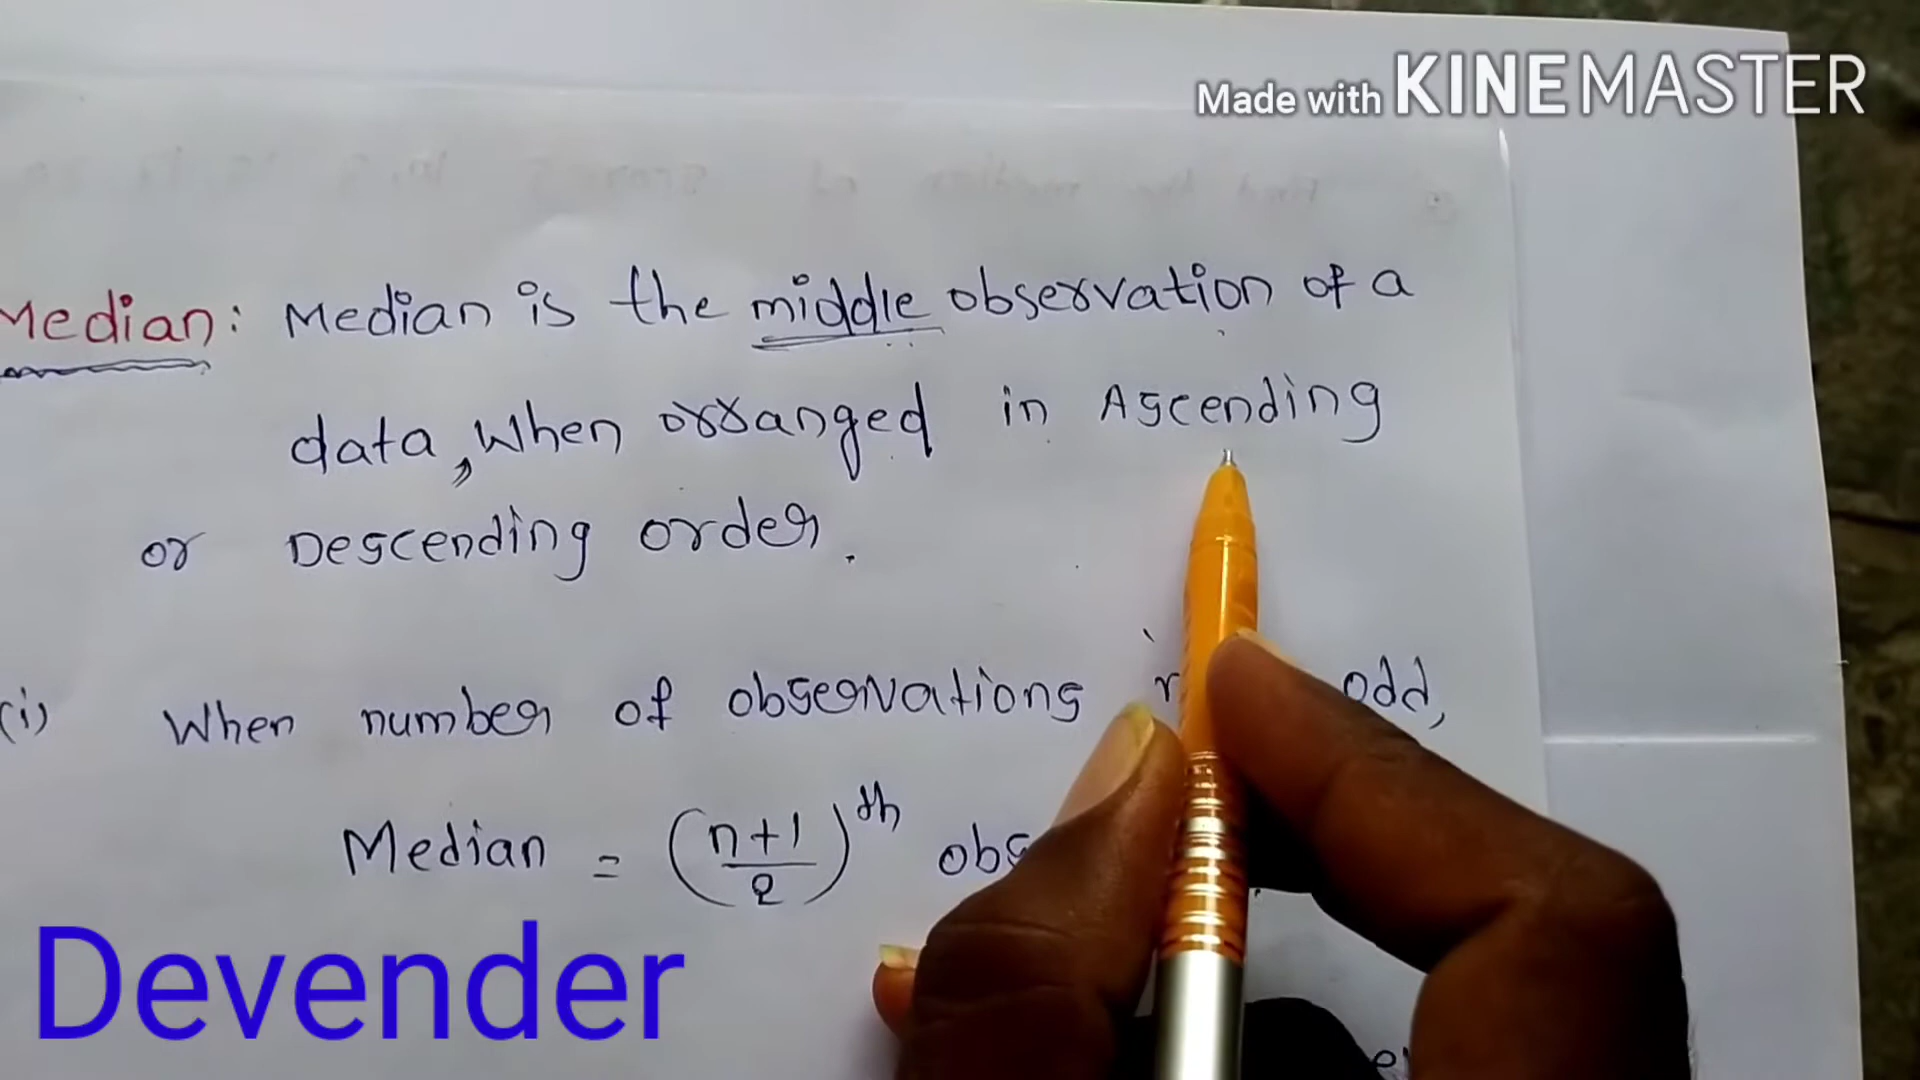 Made with KINEMASTER
Median: Median is the middle observation of a
data, when arranged in Ascending
or Descending order.
(i) When number of observations odd,
Median = (n+1/2)th obs
Devender